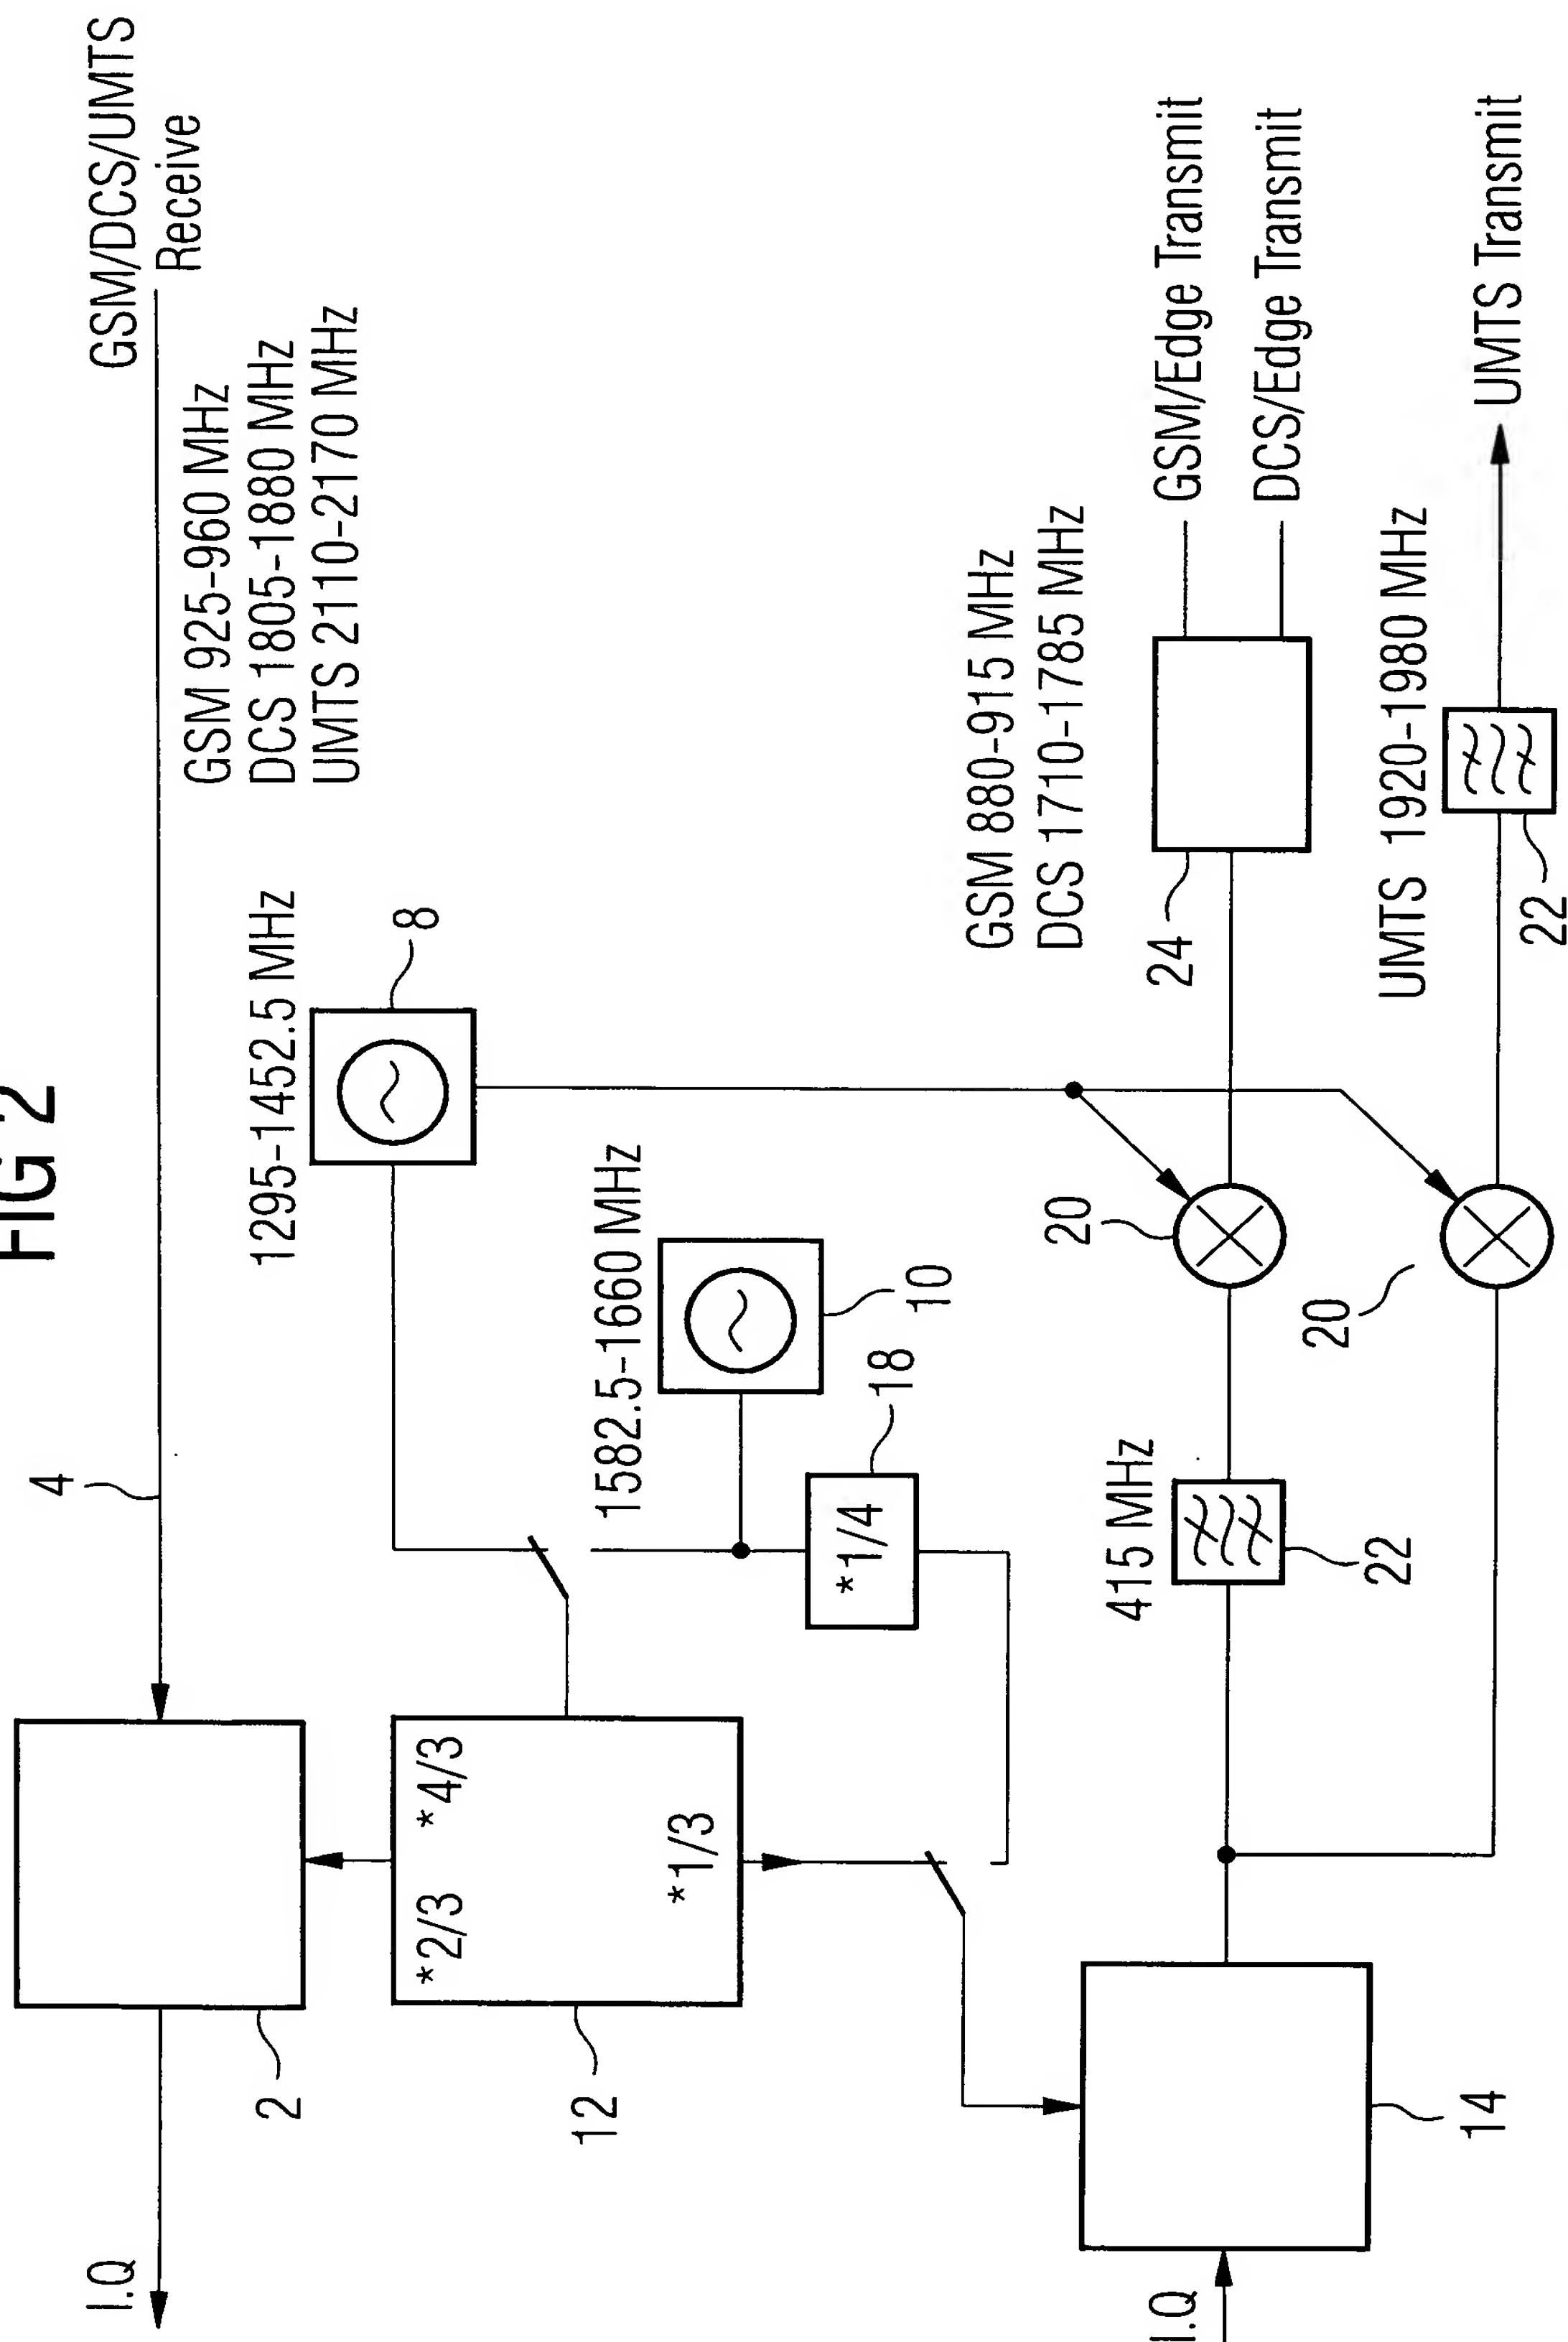 FIG 2
GSM/DCS/UMTS
Receive
4
GSM 925-960 MHz
DCS 1805-1880 MHz
UMTS 2110-2170 MHz
I.Q
2
1295-1452.5 MHz
8
*2/3
*4/3
*1/3
12
1582.5-1660 MHz
10
18
*1/4
GSM 880-915 MHz
DCS 1710-1785 MHz
20
24
415 MHz
GSM/Edge Transmit
DCS/Edge Transmit
I.Q
14
22
20
UMTS 1920-1980 MHz
UMTS Transmit
22